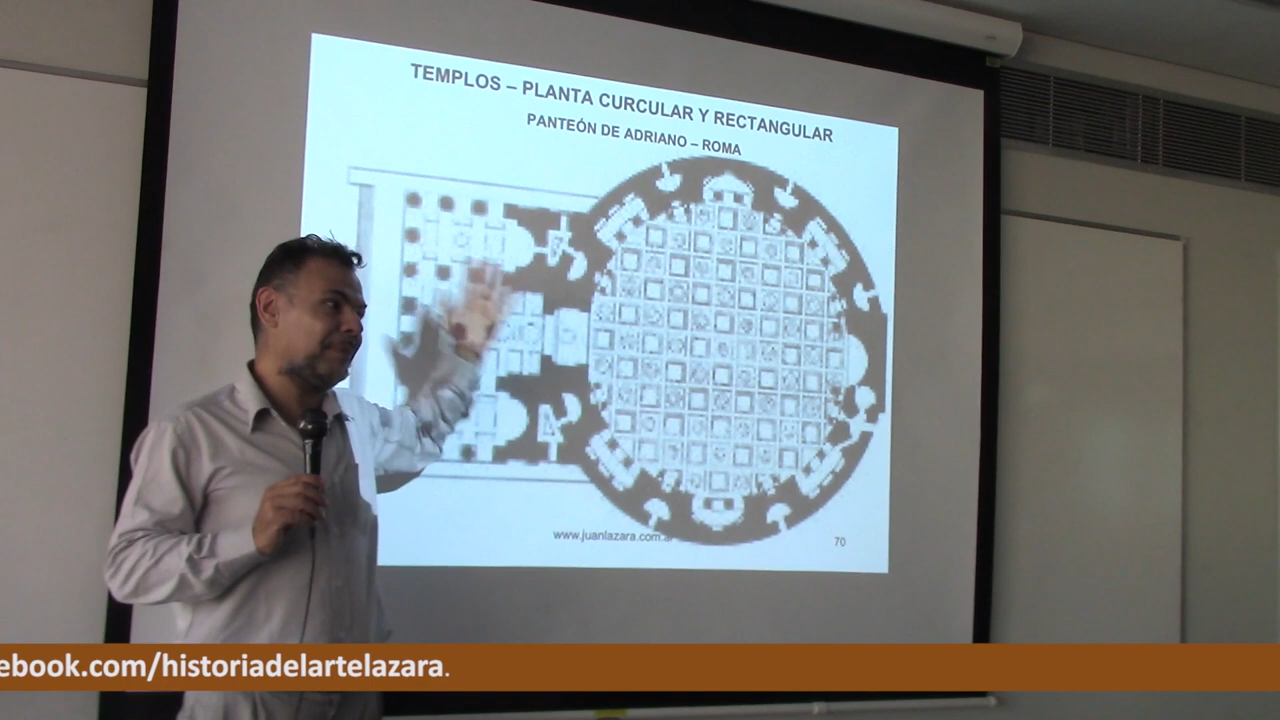 TEMPLOS – PLANTA CURCULAR Y RECTANGULAR
PANTEÓN DE ADRIANO – ROMA
www.juanlazara.com.ar
70
ebook.com/historiadelartelazara.